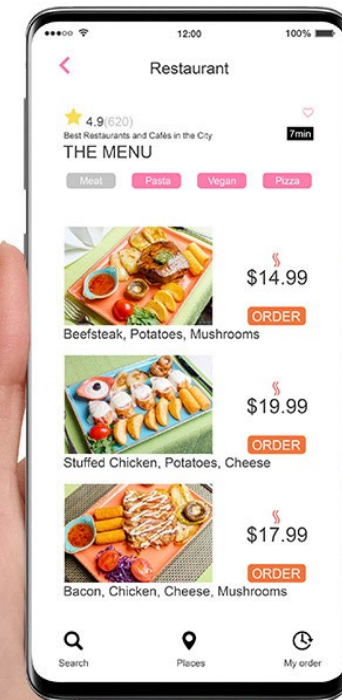 12:00
100%
Restaurant
4.9(620)
Best Restaurants and Cafés in the City
7min
THE MENU
Meat Pasta Vegan Pizza
$14.99
ORDER
Beefsteak, Potatoes, Mushrooms
$19.99
ORDER
Stuffed Chicken, Potatoes, Cheese
$17.99
ORDER
Bacon, Chicken, Cheese, Mushrooms
Search Places My order